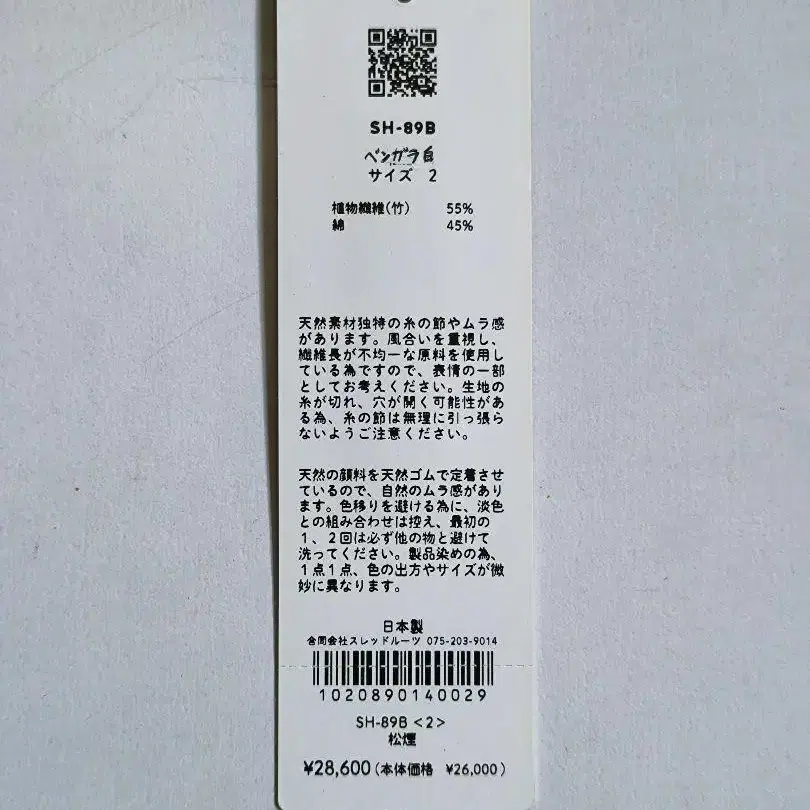 SH-89B
ベンガラ白
サイズ 2
植物繊維(竹) 55%
綿 45%
天然素材独特の糸の節やムラ感
があります。風合いを重視し、
繊維長が不均一な原料を使用し
ている為ですので、表情の一部
としてお考えください。生地の
糸が切れ、穴が開く可能性があ
る為、糸の節は無理に引っ張ら
ないようご注意ください。
天然の顔料を天然ゴムで定着させ
ているので、自然のムラ感があり
ます。色移りを避ける為に、淡色
との組み合わせは控え、最初の
1、2回は必ず他の物と避けて
洗ってください。製品染めの為、
1点1点、色の出方やサイズが微
妙に異なります。
日本製
合同会社スレッドルーツ 075-203-9014
1020890140029
SH-89B <2>
松煙
¥28,600 (本体価格 ¥26,000)